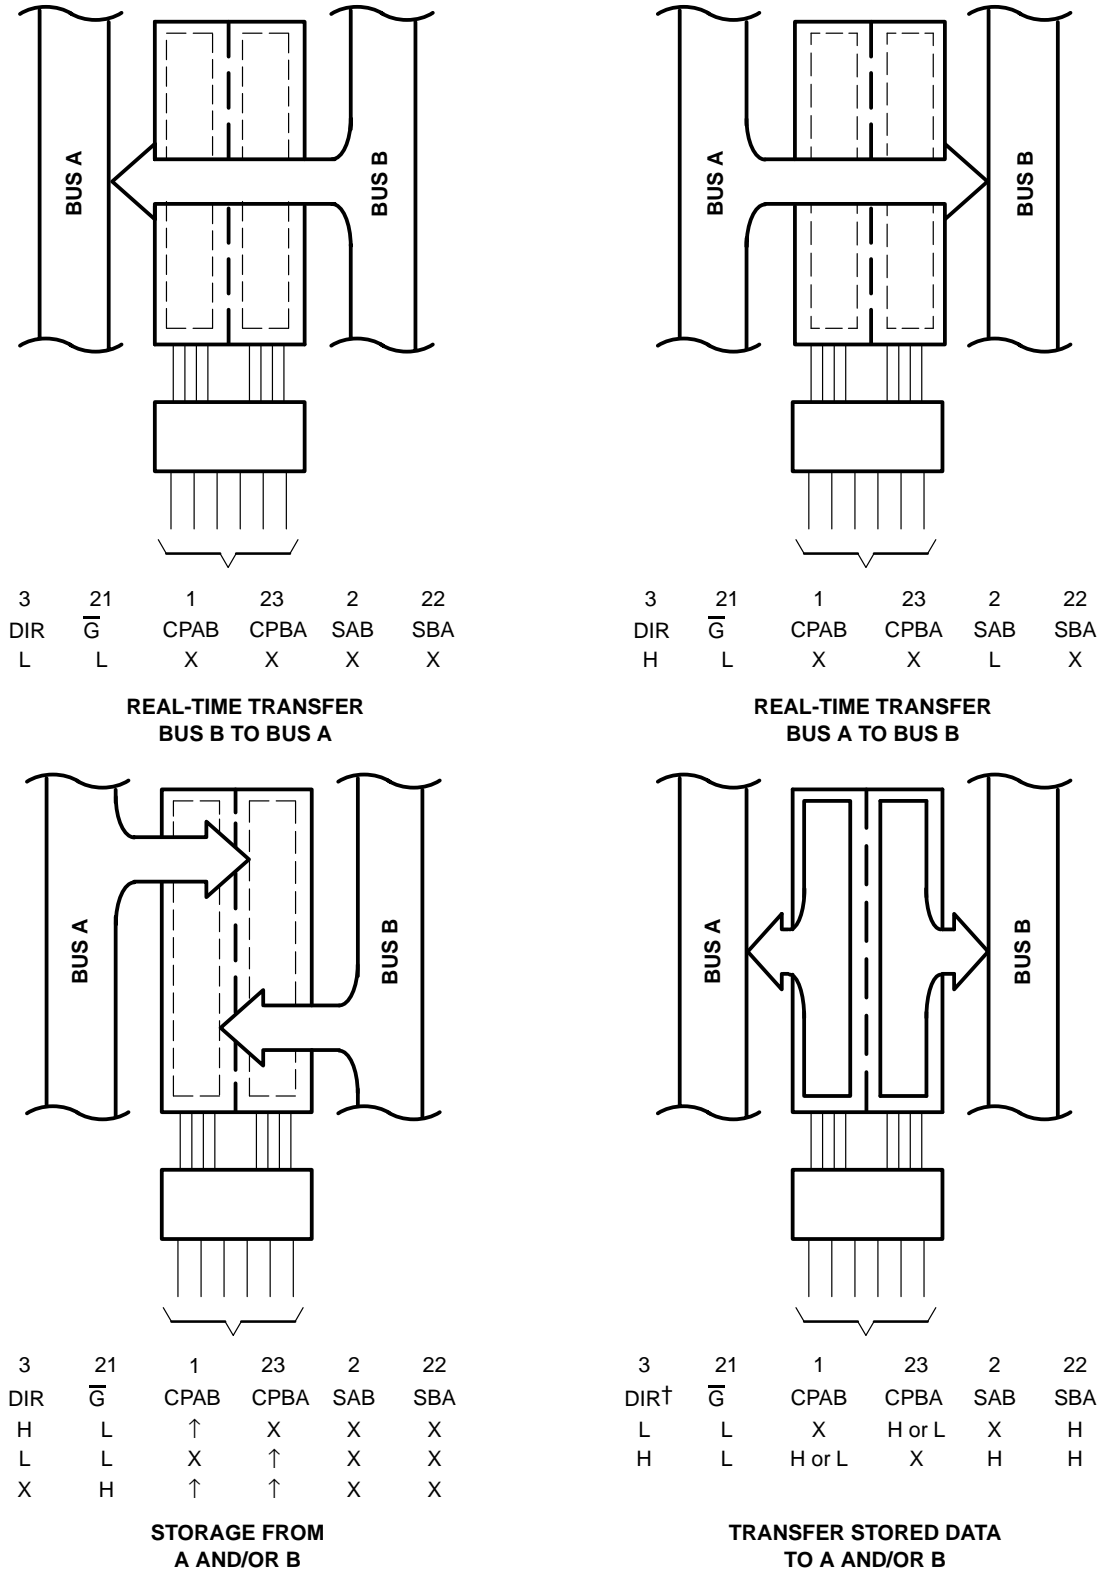 BUS A
BUS B
BUS A
BUS B
3 21 1 23 2 22
DIR G̅ CPAB CPBA SAB SBA
L L X X X X
REAL-TIME TRANSFER
BUS B TO BUS A
3 21 1 23 2 22
DIR G̅ CPAB CPBA SAB SBA
H L X X L X
REAL-TIME TRANSFER
BUS A TO BUS B
BUS A
BUS B
BUS A
BUS B
3 21 1 23 2 22
DIR G̅ CPAB CPBA SAB SBA
H L ↑ X X X
L L X ↑ X X
X H ↑ ↑ X X
STORAGE FROM
A AND/OR B
3 21 1 23 2 22
DIR† G̅ CPAB CPBA SAB SBA
L L X H or L X H
H L H or L X H H
TRANSFER STORED DATA
TO A AND/OR B